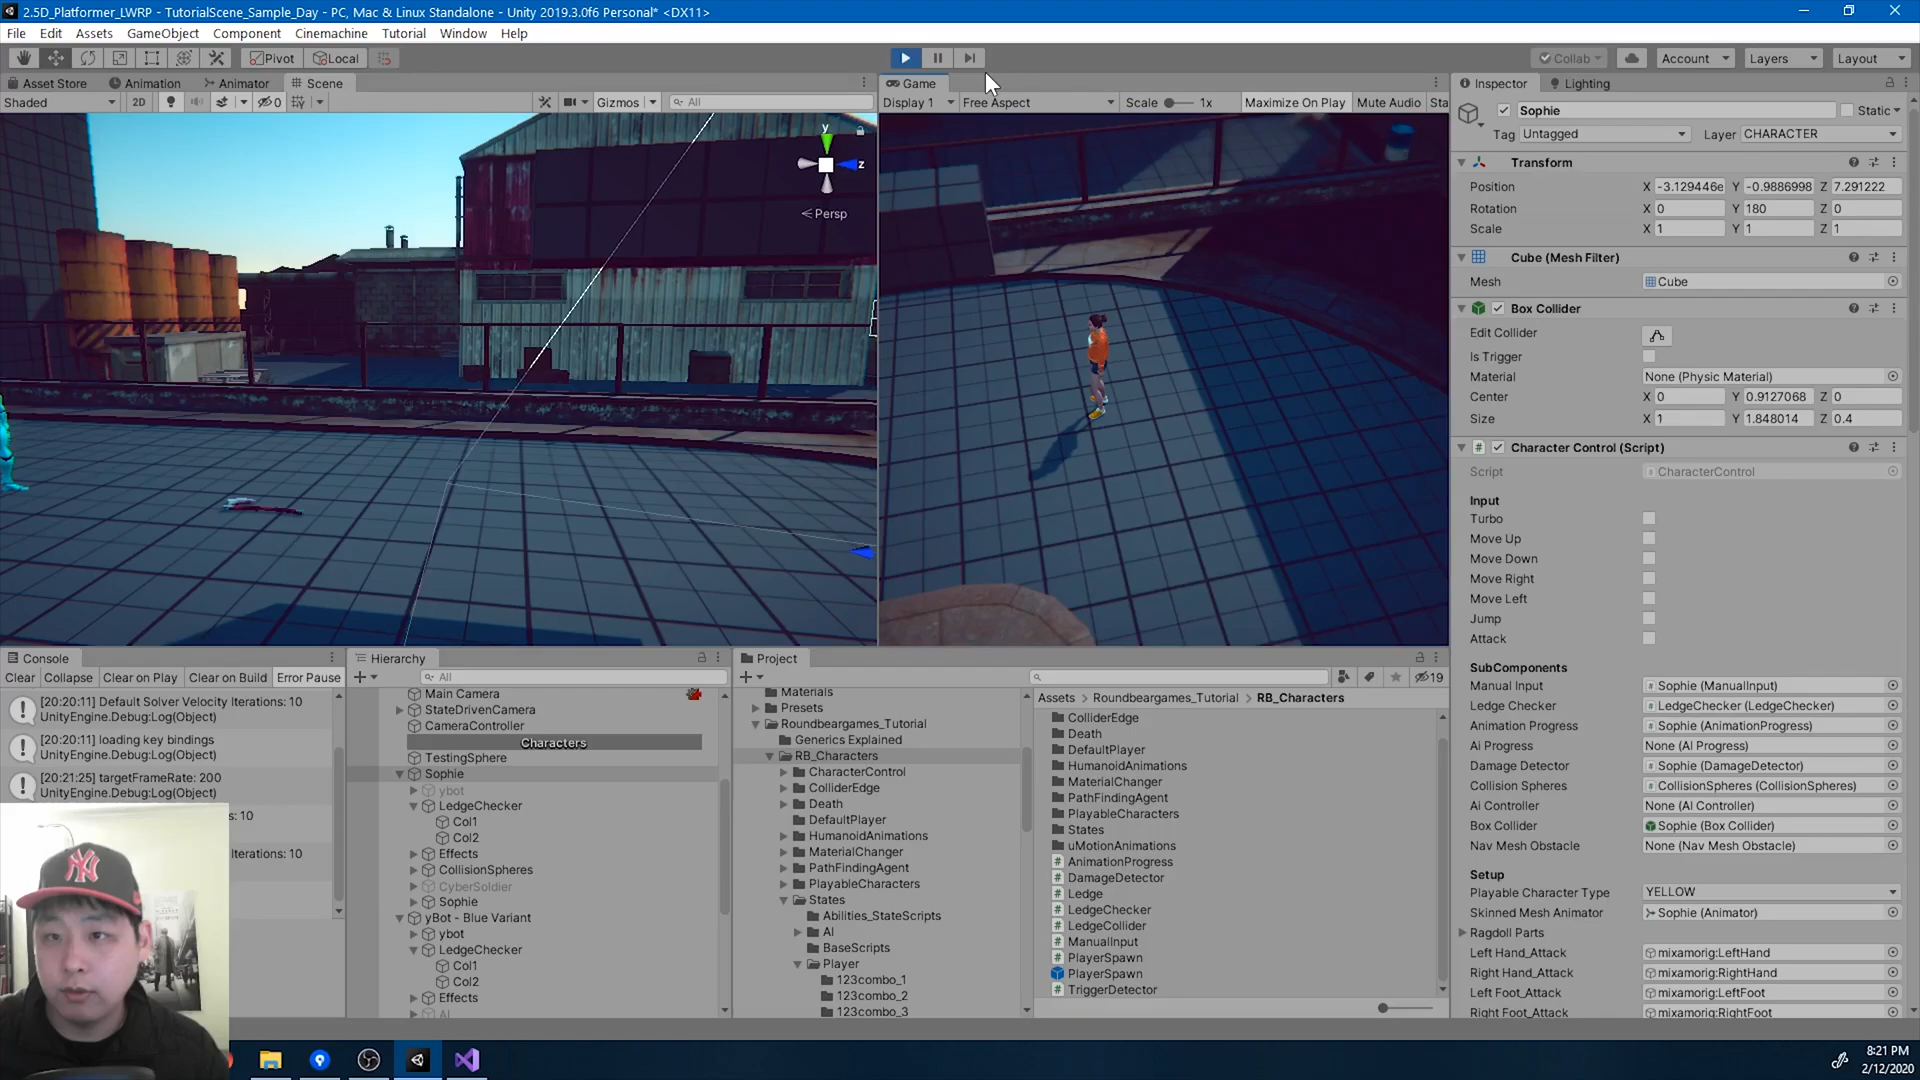 2.5D_Platformer_LWRP - TutorialScene_Sample_Day - PC, Mac & Linux Standalone - Unity 2019.3.0f6 Personal* <DX11>
File Edit Assets GameObject Component Cinemachine Tutorial Window Help
Pivot Local Collab Account Layers Layout
Asset Store Animation Animator Scene
Shaded 2D 0 Gizmos All
y
z
Persp
Game
Display 1 Free Aspect Scale 1x Maximize On Play Mute Audio Sta
Inspector Lighting
Sophie Static
Tag Untagged Layer CHARACTER
Transform
Position X -3.129446e Y -0.9886998 Z 7.291222
Rotation X 0 Y 180 Z 0
Scale X 1 Y 1 Z 1
Cube (Mesh Filter)
Mesh Cube
Box Collider
Edit Collider
Is Trigger
Material None (Physic Material)
Center X 0 Y 0.9127068 Z 0
Size X 1 Y 1.848014 Z 0.4
Character Control (Script)
Script CharacterControl
Input
Turbo
Move Up
Move Down
Move Right
Move Left
Jump
Attack
SubComponents
Manual Input Sophie (ManualInput)
Ledge Checker LedgeChecker (LedgeChecker)
Animation Progress Sophie (AnimationProgress)
Ai Progress None (AI Progress)
Damage Detector Sophie (DamageDetector)
Collision Spheres CollisionSpheres (CollisionSpheres)
Ai Controller None (AI Controller)
Box Collider Sophie (Box Collider)
Nav Mesh Obstacle None (Nav Mesh Obstacle)
Setup
Playable Character Type YELLOW
Skinned Mesh Animator Sophie (Animator)
Ragdoll Parts
Left Hand_Attack mixamorig:LeftHand
Right Hand_Attack mixamorig:RightHand
Left Foot_Attack mixamorig:LeftFoot
Right Foot_Attack mixamorig:RightFoot
Console
Clear Collapse Clear on Play Clear on Build Error Pause
[20:20:11] Default Solver Velocity Iterations: 10
UnityEngine.Debug:Log(Object)
[20:20:11] loading key bindings
UnityEngine.Debug:Log(Object)
[20:21:25] targetFrameRate: 200
UnityEngine.Debug:Log(Object)
s: 10
Iterations: 10
Hierarchy
All
Main Camera
StateDrivenCamera
CameraController
Characters
TestingSphere
Sophie
ybot
LedgeChecker
Col1
Col2
Effects
CollisionSpheres
CyberSoldier
Sophie
yBot - Blue Variant
ybot
LedgeChecker
Col1
Col2
Effects
AI
Project
19
Materials
Presets
Roundbeargames_Tutorial
Generics Explained
RB_Characters
CharacterControl
ColliderEdge
Death
DefaultPlayer
HumanoidAnimations
MaterialChanger
PathFindingAgent
PlayableCharacters
States
Abilities_StateScripts
AI
BaseScripts
Player
123combo_1
123combo_2
123combo_3
Assets > Roundbeargames_Tutorial > RB_Characters
ColliderEdge
Death
DefaultPlayer
HumanoidAnimations
MaterialChanger
PathFindingAgent
PlayableCharacters
States
uMotionAnimations
AnimationProgress
DamageDetector
Ledge
LedgeChecker
LedgeCollider
ManualInput
PlayerSpawn
PlayerSpawn
TriggerDetector
8:21 PM
2/12/2020